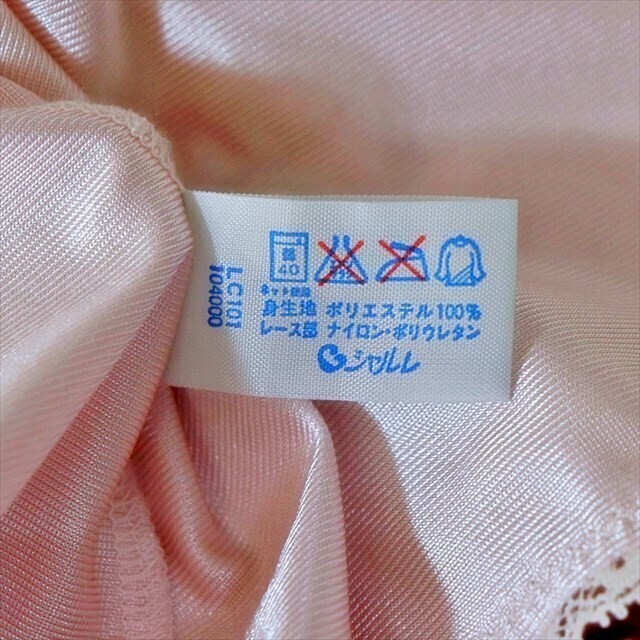 弱
40
ネット使用
身生地 ポリエステル100%
レース部 ナイロン・ポリウレタン
シャルレ
LC101
104000